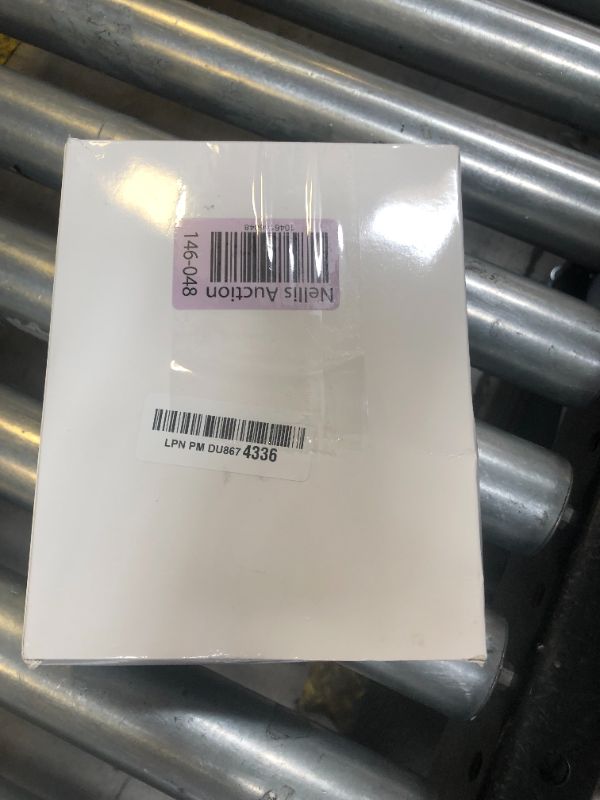 146-048
Nellis Auction
LPN PM DU867 4336